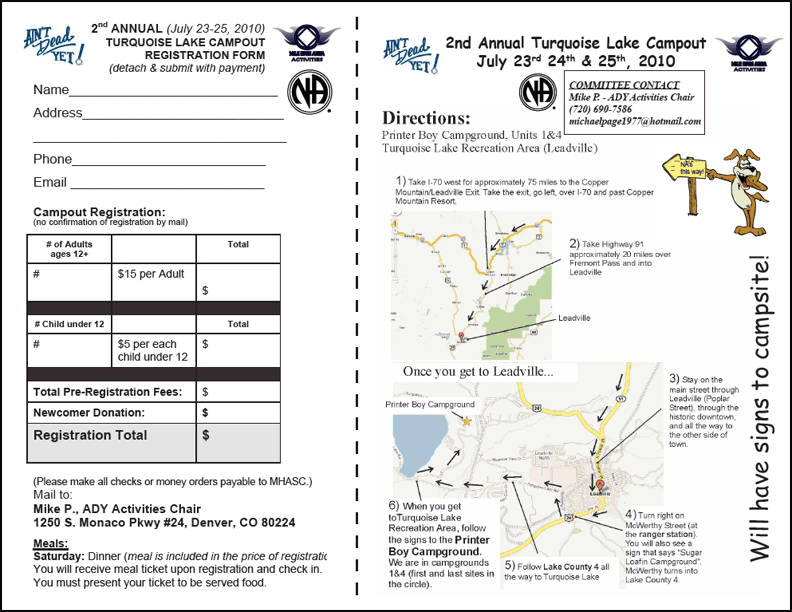 AIN'T Dead YET!
2nd ANNUAL (July 23-25, 2010)
TURQUOISE LAKE CAMPOUT
REGISTRATION FORM
(detach & submit with payment)
MILE HIGH AREA
ACTIVITIES
NA
Name
Address
Phone
Email
Campout Registration:
(no confirmation of registration by mail)
# of Adults ages 12+ Total
# $15 per Adult $
# Child under 12 Total
# $5 per each child under 12 $
Total Pre-Registration Fees: $
Newcomer Donation: $
Registration Total $
(Please make all checks or money orders payable to MHASC.)
Mail to:
Mike P., ADY Activities Chair
1250 S. Monaco Pkwy #24, Denver, CO 80224
Meals:
Saturday: Dinner (meal is included in the price of registratic
You will receive meal ticket upon registration and check in.
You must present your ticket to be served food.
AIN'T Dead YET!
2nd Annual Turquoise Lake Campout
July 23rd 24th & 25th, 2010
MILE HIGH AREA
ACTIVITIES
NA
COMMITTEE CONTACT
Mike P. - ADY Activities Chair
(720) 690-7586
michaelpage1977@hotmail.com
Directions:
Printer Boy Campground, Units 1&4
Turquoise Lake Recreation Area (Leadville)
NA's
this way!
1) Take I-70 west for approximately 75 miles to the Copper
Mountain/Leadville Exit. Take the exit, go left, over I-70 and past Copper
Mountain Resort.
2) Take Highway 91
approximately 20 miles over
Fremont Pass and into
Leadville
Leadville
Once you get to Leadville...
Printer Boy Campground
24
91
Leadville
North
Leadville
24
3) Stay on the
main street through
Leadville (Poplar
Street), through the
historic downtown,
and all the way to
the other side of
town.
4) Turn right on
McWerthy Street (at
the ranger station).
You will also see a
sign that says "Sugar
Loafin Campground".
McWerthy turns into
Lake County 4.
5) Follow Lake County 4 all
the way to Turquoise Lake
6) When you get
toTurquoise Lake
Recreation Area, follow
the signs to the Printer
Boy Campground.
We are in campgrounds
1&4 (first and last sites in
the circle).
Will have signs to campsite!